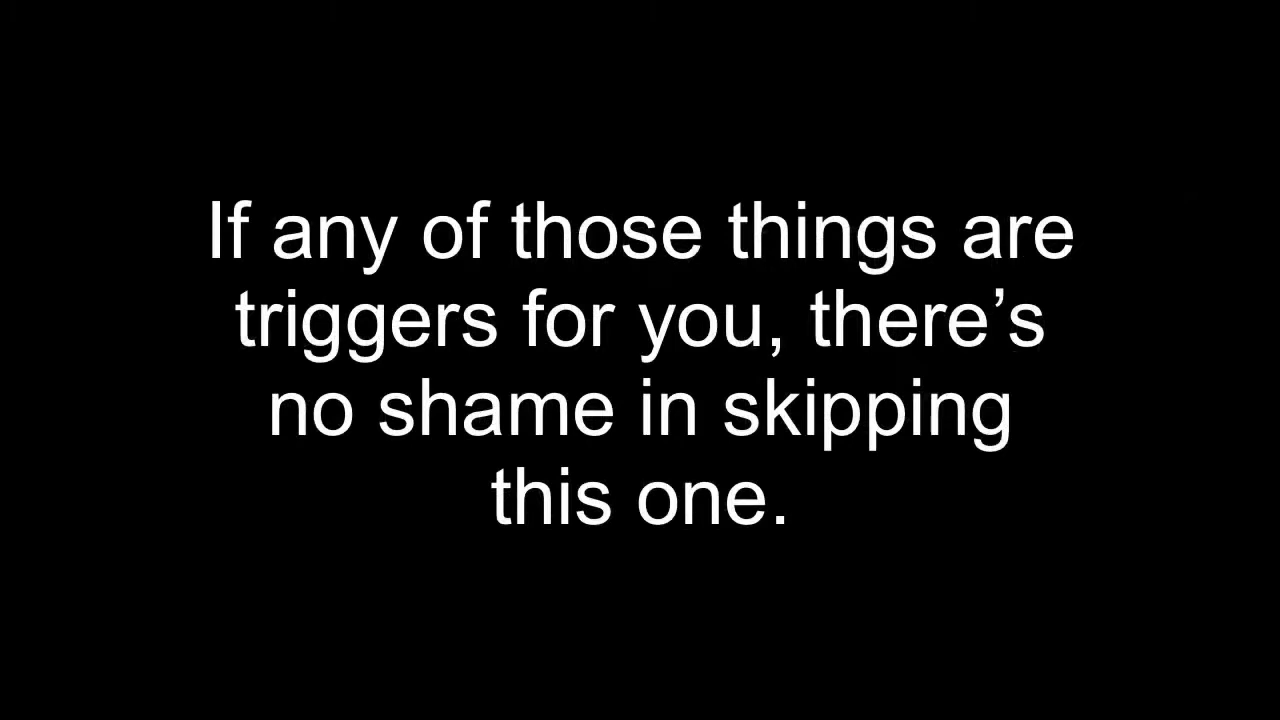 If any of those things are
triggers for you, there’s
no shame in skipping
this one.